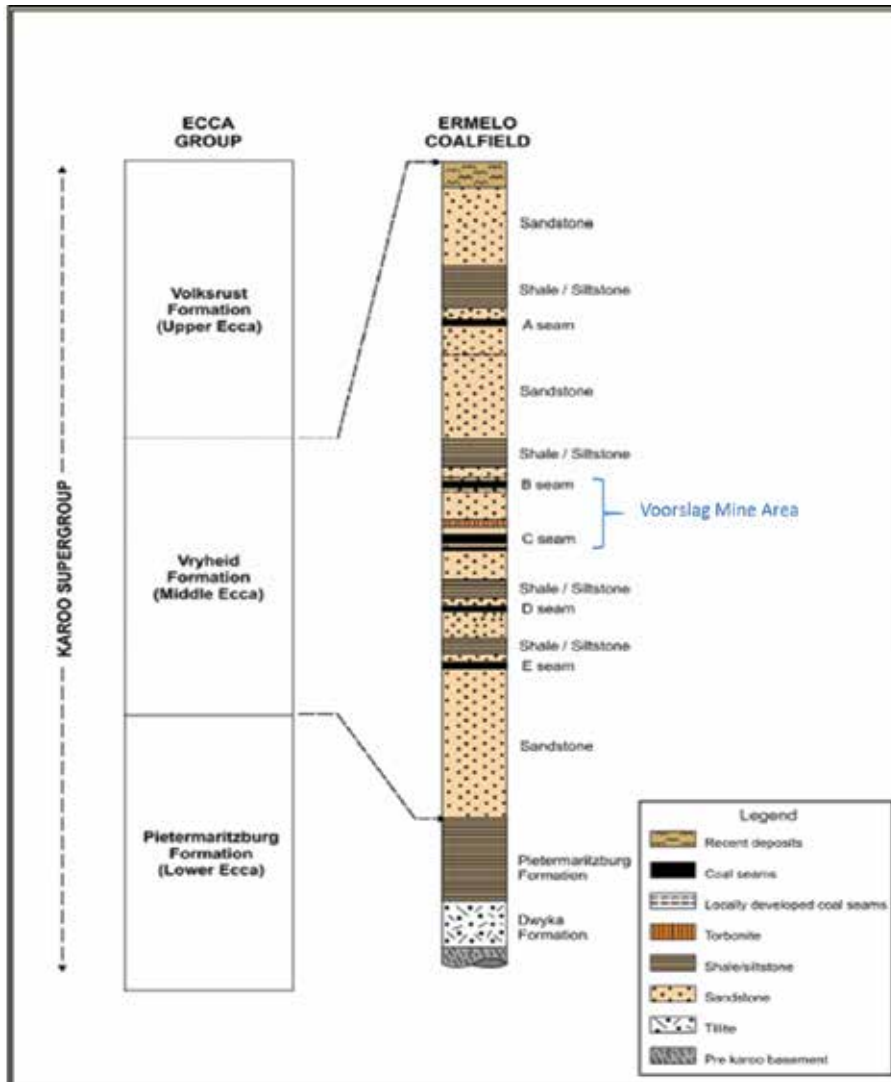 ECCA
GROUP
ERMELO
COALFIELD
KAROO SUPERGROUP
Volksrust
Formation
(Upper Ecca)
Vryheid
Formation
(Middle Ecca)
Pietermaritzburg
Formation
(Lower Ecca)
Sandstone
Shale / Siltstone
A seam
Sandstone
Shale / Siltstone
B seam
Voorslag Mine Area
C seam
Shale / Siltstone
D seam
Shale / Siltstone
E seam
Sandstone
Pietermaritzburg
Formation
Dwyka
Formation
Legend
Recent deposits
Coal seams
Locally developed coal seams
Torbonite
Shale/siltstone
Sandstone
Tillite
Pre karoo basement